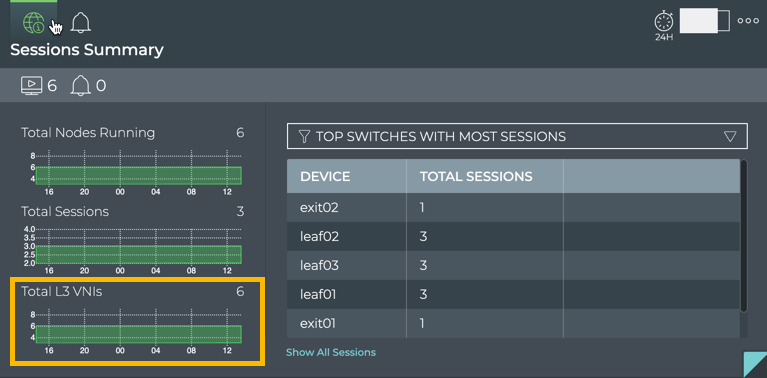 24H
Sessions Summary
6 0
Total Nodes Running 6
8
6
4
16 20 00 04 08 12
Total Sessions 3
4.0
3.5
3.0
2.5
2.0
16 20 00 04 08 12
Total L3 VNIs 6
8
6
4
16 20 00 04 08 12
TOP SWITCHES WITH MOST SESSIONS
DEVICE TOTAL SESSIONS
exit02 1
leaf02 3
leaf03 3
leaf01 3
exit01 1
Show All Sessions